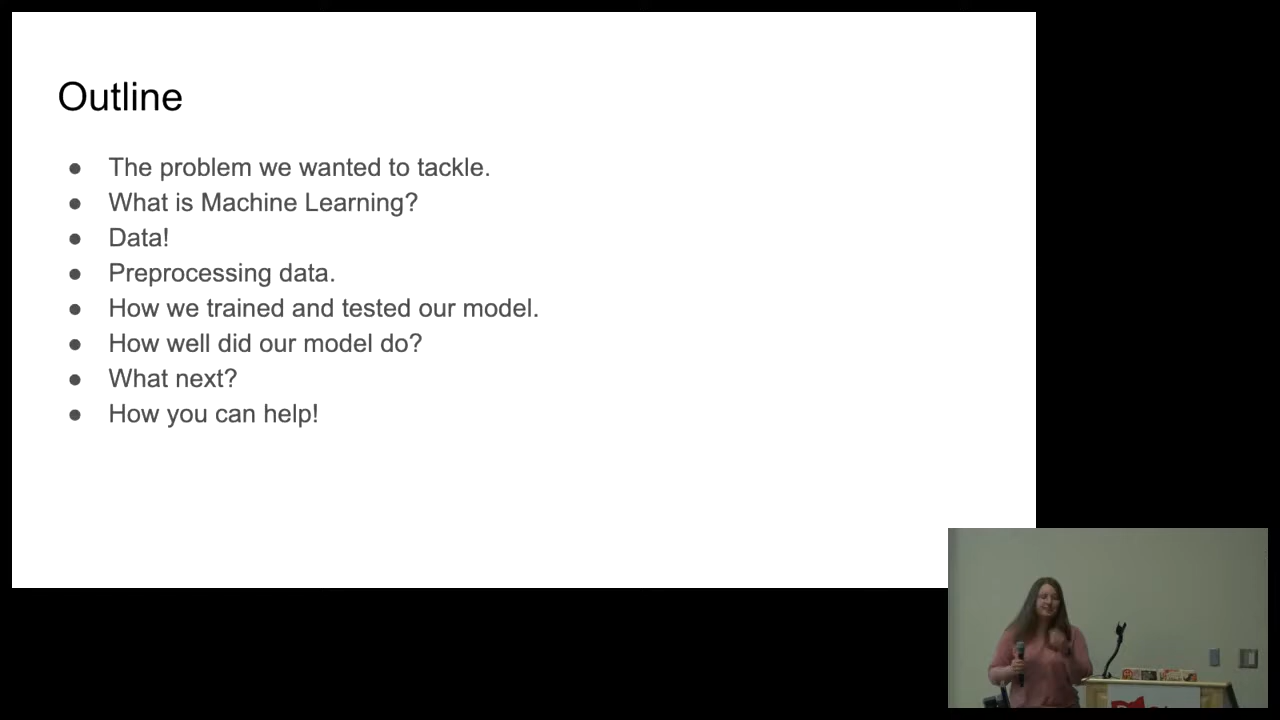 Outline
● The problem we wanted to tackle.
● What is Machine Learning?
● Data!
● Preprocessing data.
● How we trained and tested our model.
● How well did our model do?
● What next?
● How you can help!